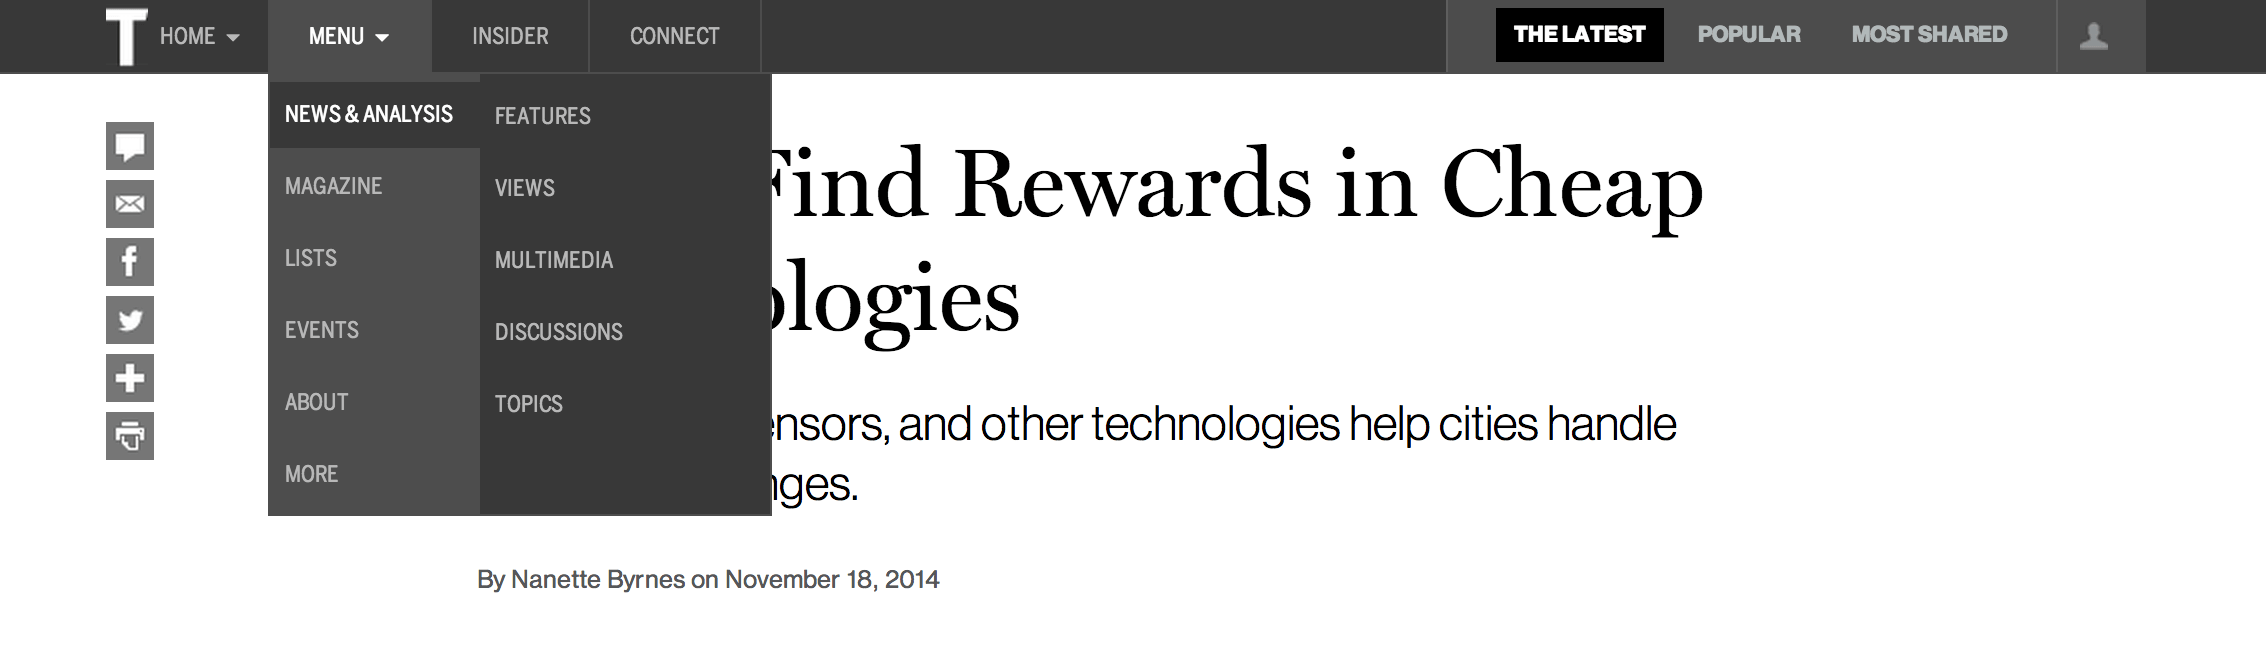 T HOME MENU INSIDER CONNECT THE LATEST POPULAR MOST SHARED
NEWS & ANALYSIS
MAGAZINE
LISTS
EVENTS
ABOUT
MORE
FEATURES
VIEWS
MULTIMEDIA
DISCUSSIONS
TOPICS
Find Rewards in Cheap
ologies
ensors, and other technologies help cities handle
nges.
By Nanette Byrnes on November 18, 2014